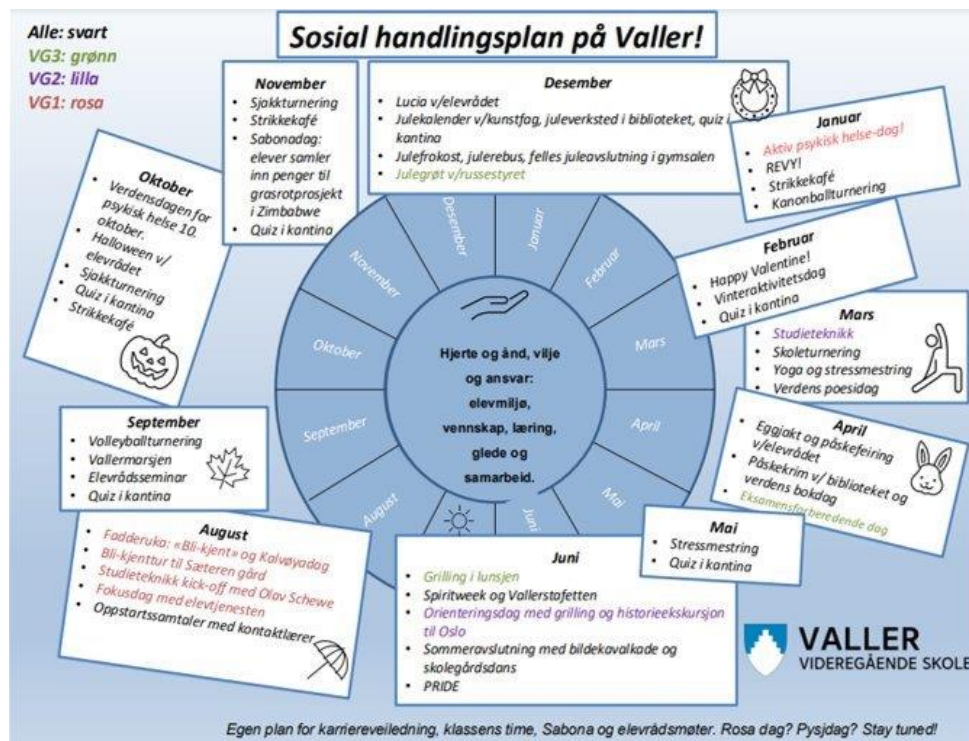 Sosial handlingsplan på Valler!
Alle: svart
VG3: grønn
VG2: lilla
VG1: rosa
November
• Sjakkturnering
• Strikkekafé
• Sabonadag:
elever samler
inn penger til
grasrotprosjekt
i Zimbabwe
• Quiz i kantina
Desember
• Lucia v/elevrådet
• Julekalender v/kunstfag, juleverksted i biblioteket, quiz i
kantina
• Julefrokost, julerebus, felles juleavslutning i gymsalen
• Julegrøt v/russestyret
Januar
• Aktiv psykisk helse-dag!
• REVY!
• Strikkekafé
• Kanonballturnering
Oktober
• Verdensdagen for
psykisk helse 10.
oktober.
• Halloween v/
elevrådet
• Sjakkturnering
• Quiz i kantina
• Strikkekafé
Februar
• Happy Valentine!
• Vinteraktivitetsdag
• Quiz i kantina
Mars
• Studieteknikk
• Skoleturnering
• Yoga og stressmestring
• Verdens poesidag
September
• Volleyballturnering
• Vallermarsjen
• Elevrådsseminar
• Quiz i kantina
April
• Eggjakt og påskefeiring
v/elevrådet
• Påskekrim v/ biblioteket og
verdens bokdag
• Eksamensforberedende dag
August
• Fadderuka: «Bli-kjent» og Kalvøyadag
• Bli-kjenttur til Sæteren gård
• Studieteknikk kick-off med Olav Schewe
• Fokusdag med elevtjenesten
• Oppstartssamtaler med kontaktlærer
Juni
• Grilling i lunsjen
• Spiritweek og Vallerstafetten
• Orienteringsdag med grilling og historieekskursjon
til Oslo
• Sommeravslutning med bildekavalkade og
skolegårdsdans
• PRIDE
Mai
• Stressmestring
• Quiz i kantina
Desember
Januar
Februar
Mars
April
Mai
Juni
August
September
Oktober
November
Hjerte og ånd, vilje
og ansvar:
elevmiljø,
vennskap, læring,
glede og
samarbeid.
VALLER
VIDEREGÅENDE SKOLE
Egen plan for karriereveiledning, klassens time, Sabona og elevrådsmøter. Rosa dag? Pysjdag? Stay tuned!